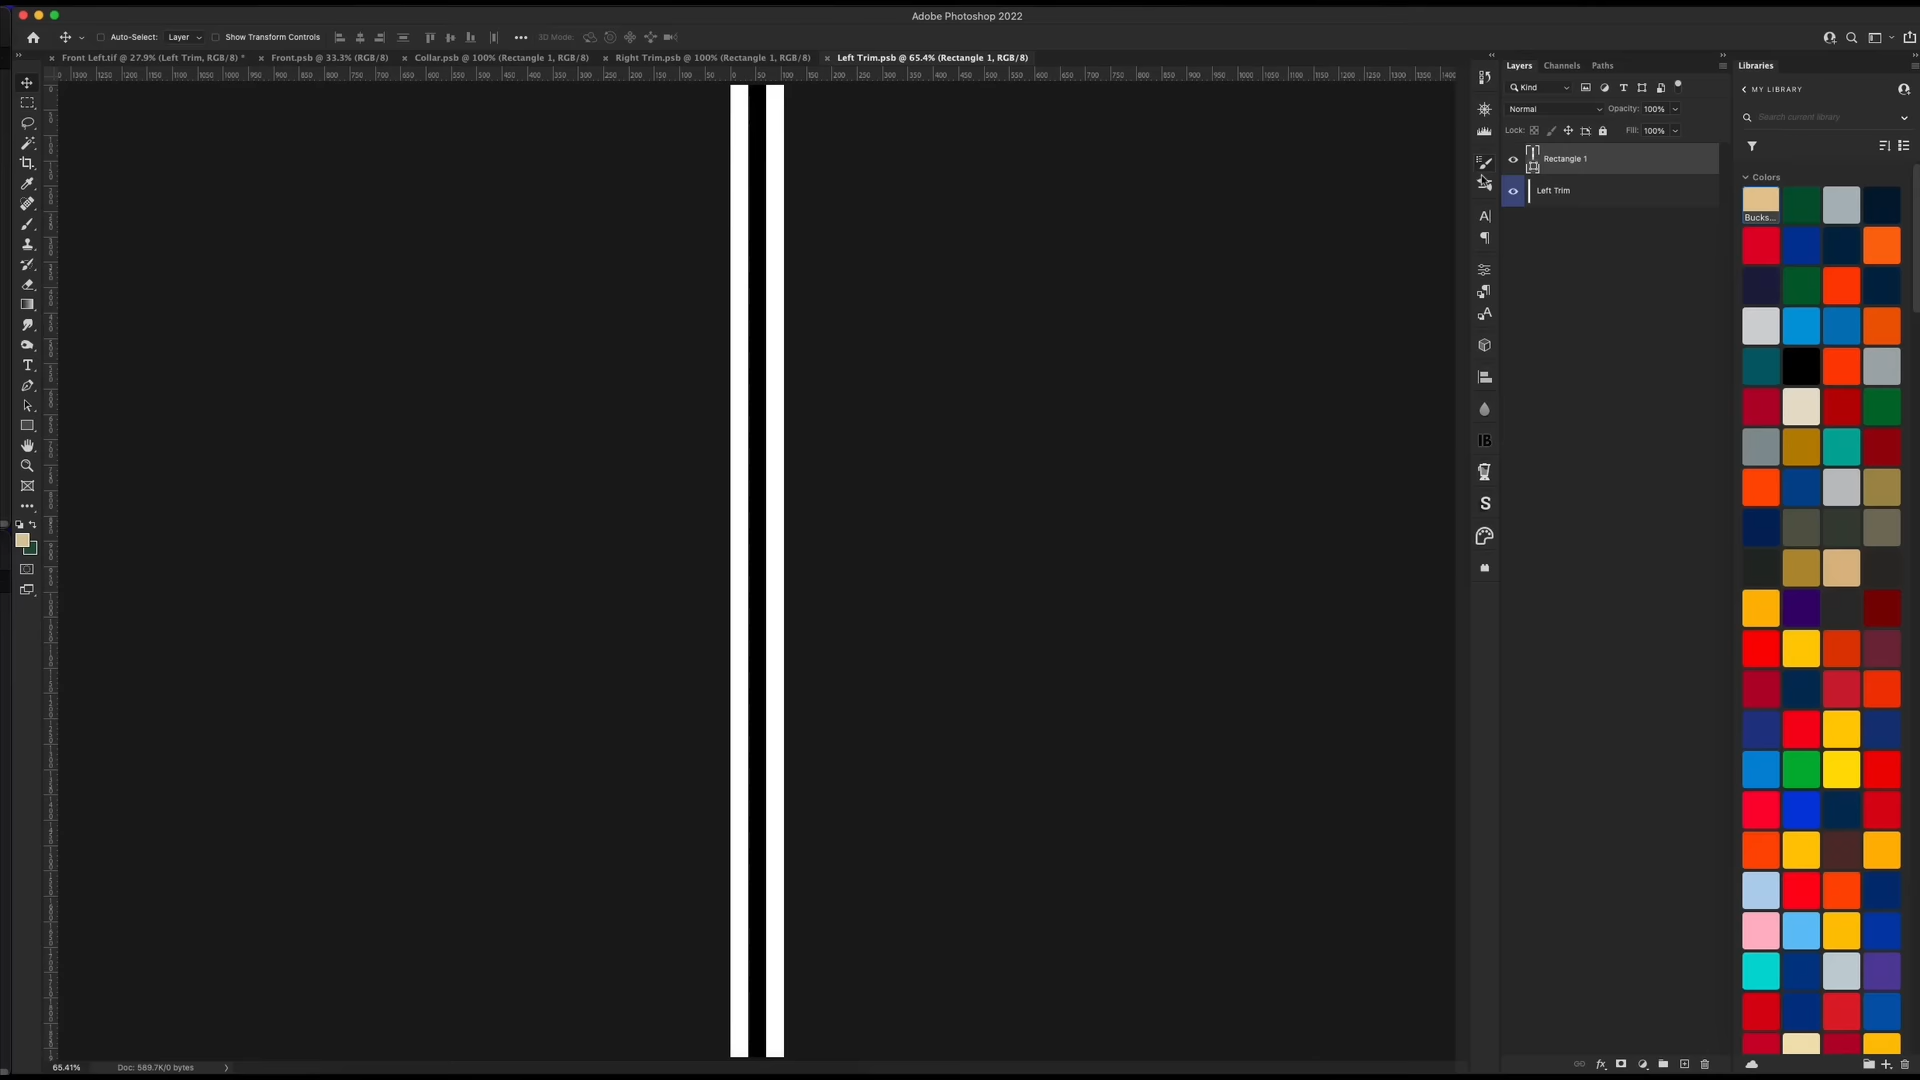 Adobe Photoshop 2022
Auto-Select: Layer Show Transform Controls 3D Mode:
Front Left.tif @ 27.9% (Left Trim, RGB/8) * Front.psb @ 33.3% (RGB/8) Collar.psb @ 100% (Rectangle 1, RGB/8) Right Trim.psb @ 100% (Rectangle 1, RGB/8) Left Trim.psb @ 65.4% (Rectangle 1, RGB/8)
Layers Channels Paths
Kind
Normal Opacity: 100%
Lock: Fill: 100%
Rectangle 1
Left Trim
Libraries
MY LIBRARY
Search current library
Colors
Bucks...
65.41% Doc: 589.7K/0 bytes